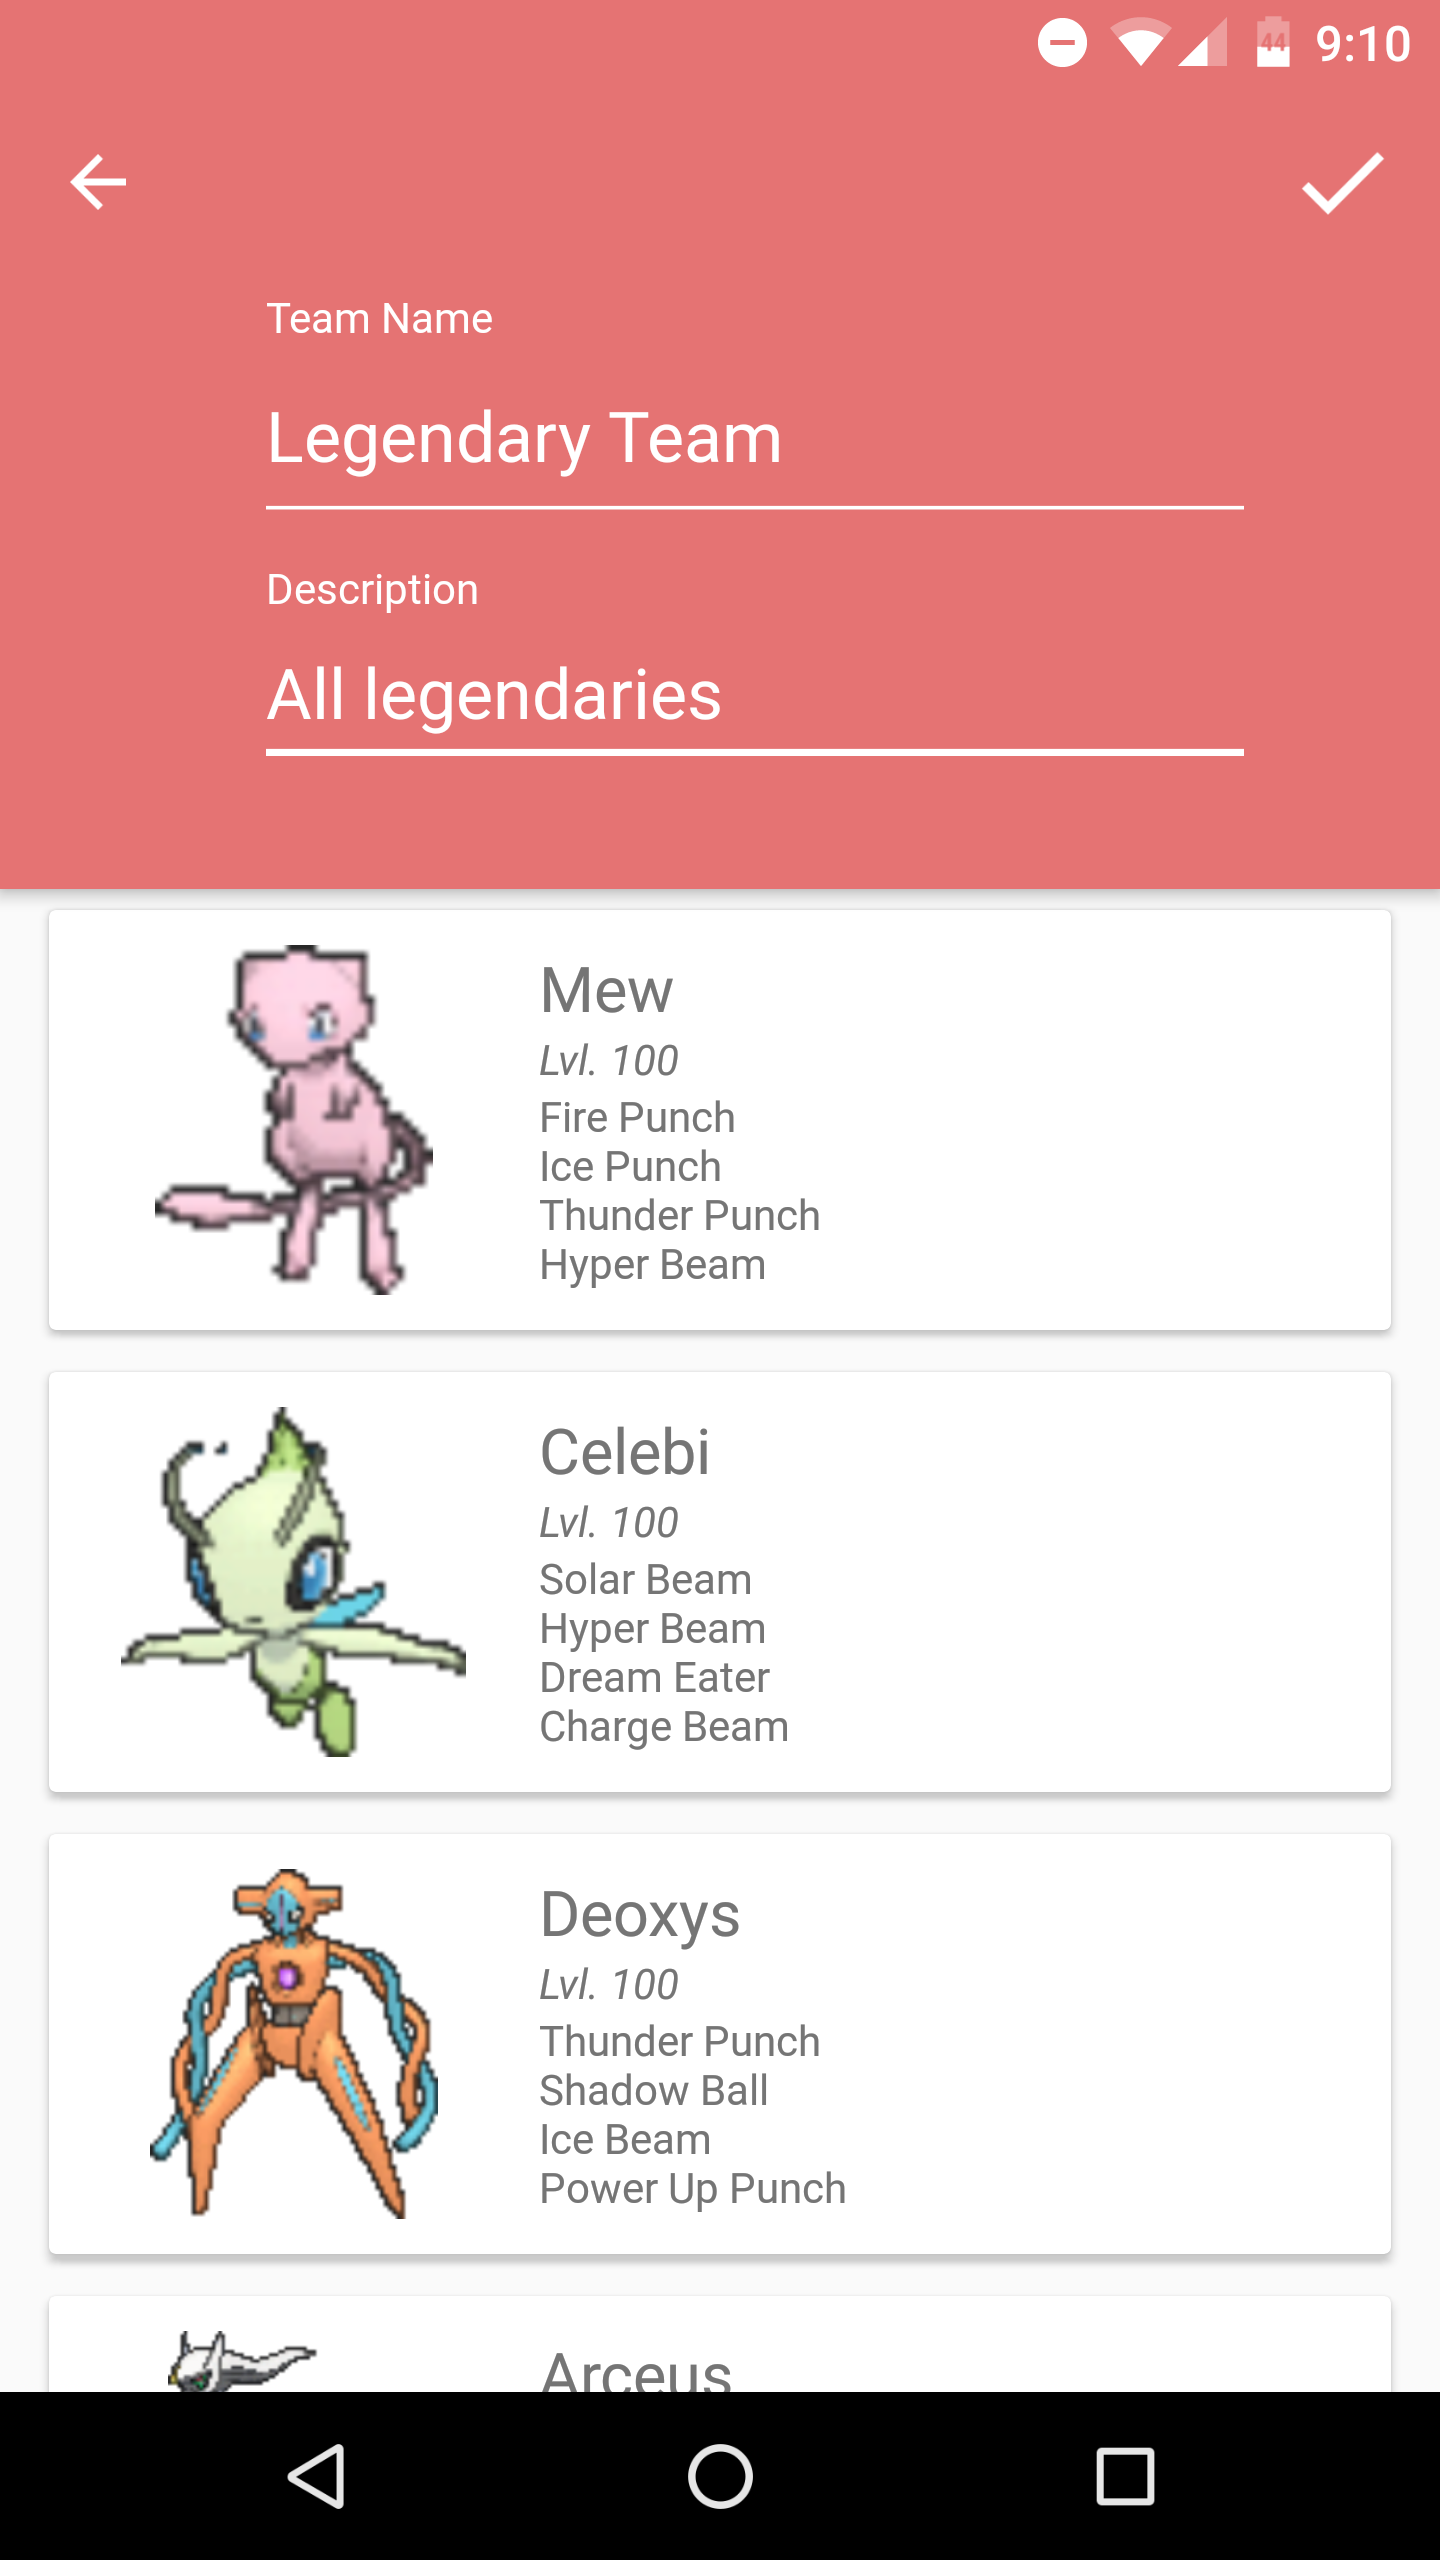 44 9:10
Team Name
Legendary Team
Description
All legendaries
Mew
Lvl. 100
Fire Punch
Ice Punch
Thunder Punch
Hyper Beam
Celebi
Lvl. 100
Solar Beam
Hyper Beam
Dream Eater
Charge Beam
Deoxys
Lvl. 100
Thunder Punch
Shadow Ball
Ice Beam
Power Up Punch
Arceus